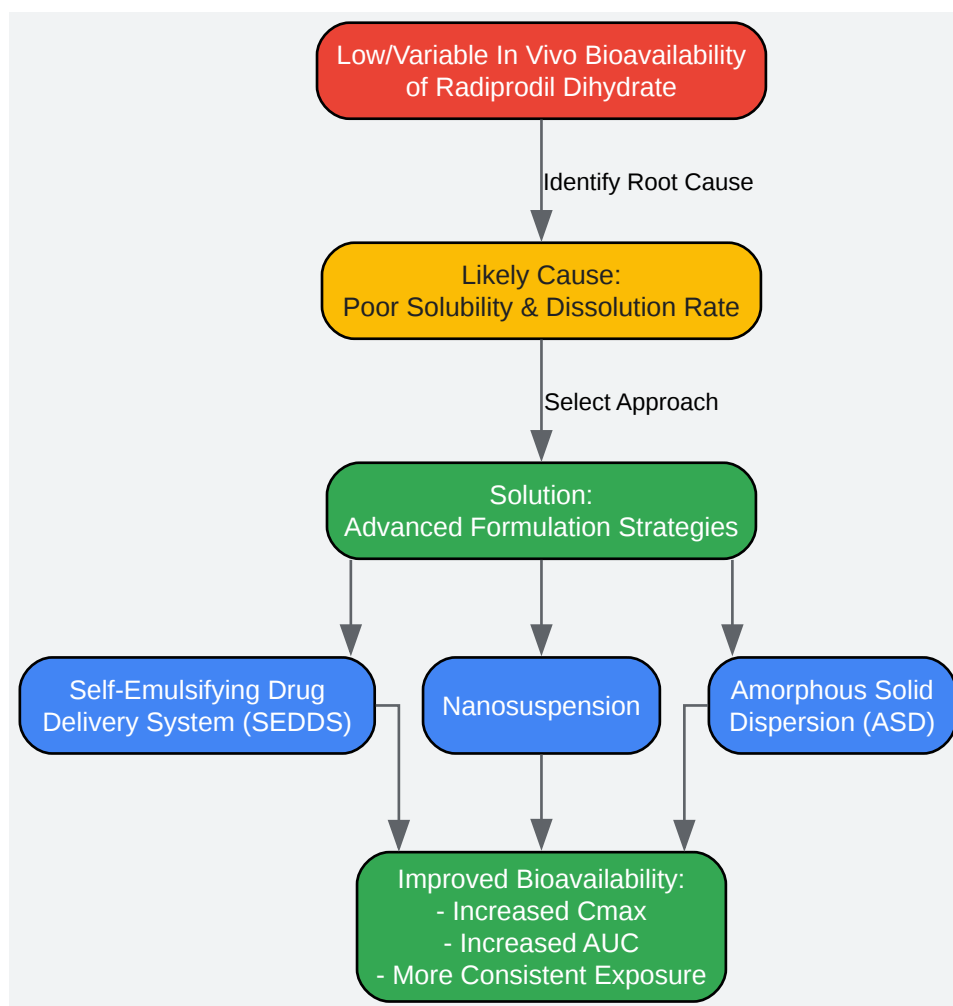 Low/Variable In Vivo Bioavailability
of Radiprodil Dihydrate
Identify Root Cause
Likely Cause:
Poor Solubility & Dissolution Rate
Select Approach
Solution:
Advanced Formulation Strategies
Self-Emulsifying Drug
Delivery System (SEDDS)
Nanosuspension
Amorphous Solid
Dispersion (ASD)
Improved Bioavailability:
- Increased Cmax
- Increased AUC
- More Consistent Exposure